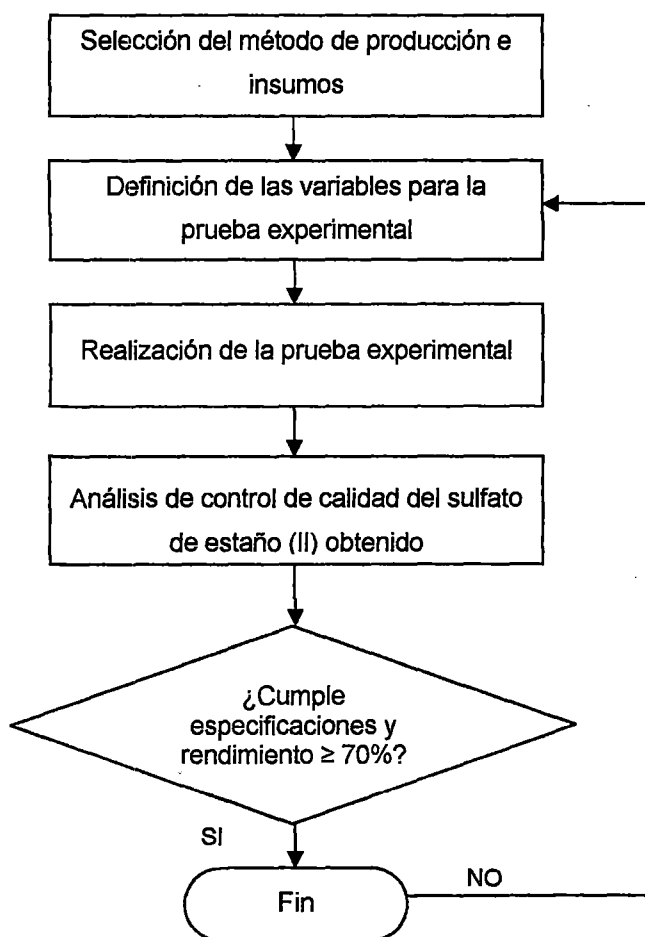 Selección del método de producción e
insumos
Definición de las variables para la
prueba experimental
Realización de la prueba experimental
Análisis de control de calidad del sulfato
de estaño (II) obtenido
¿Cumple
especificaciones y
rendimiento ≥ 70%?
SI
NO
Fin